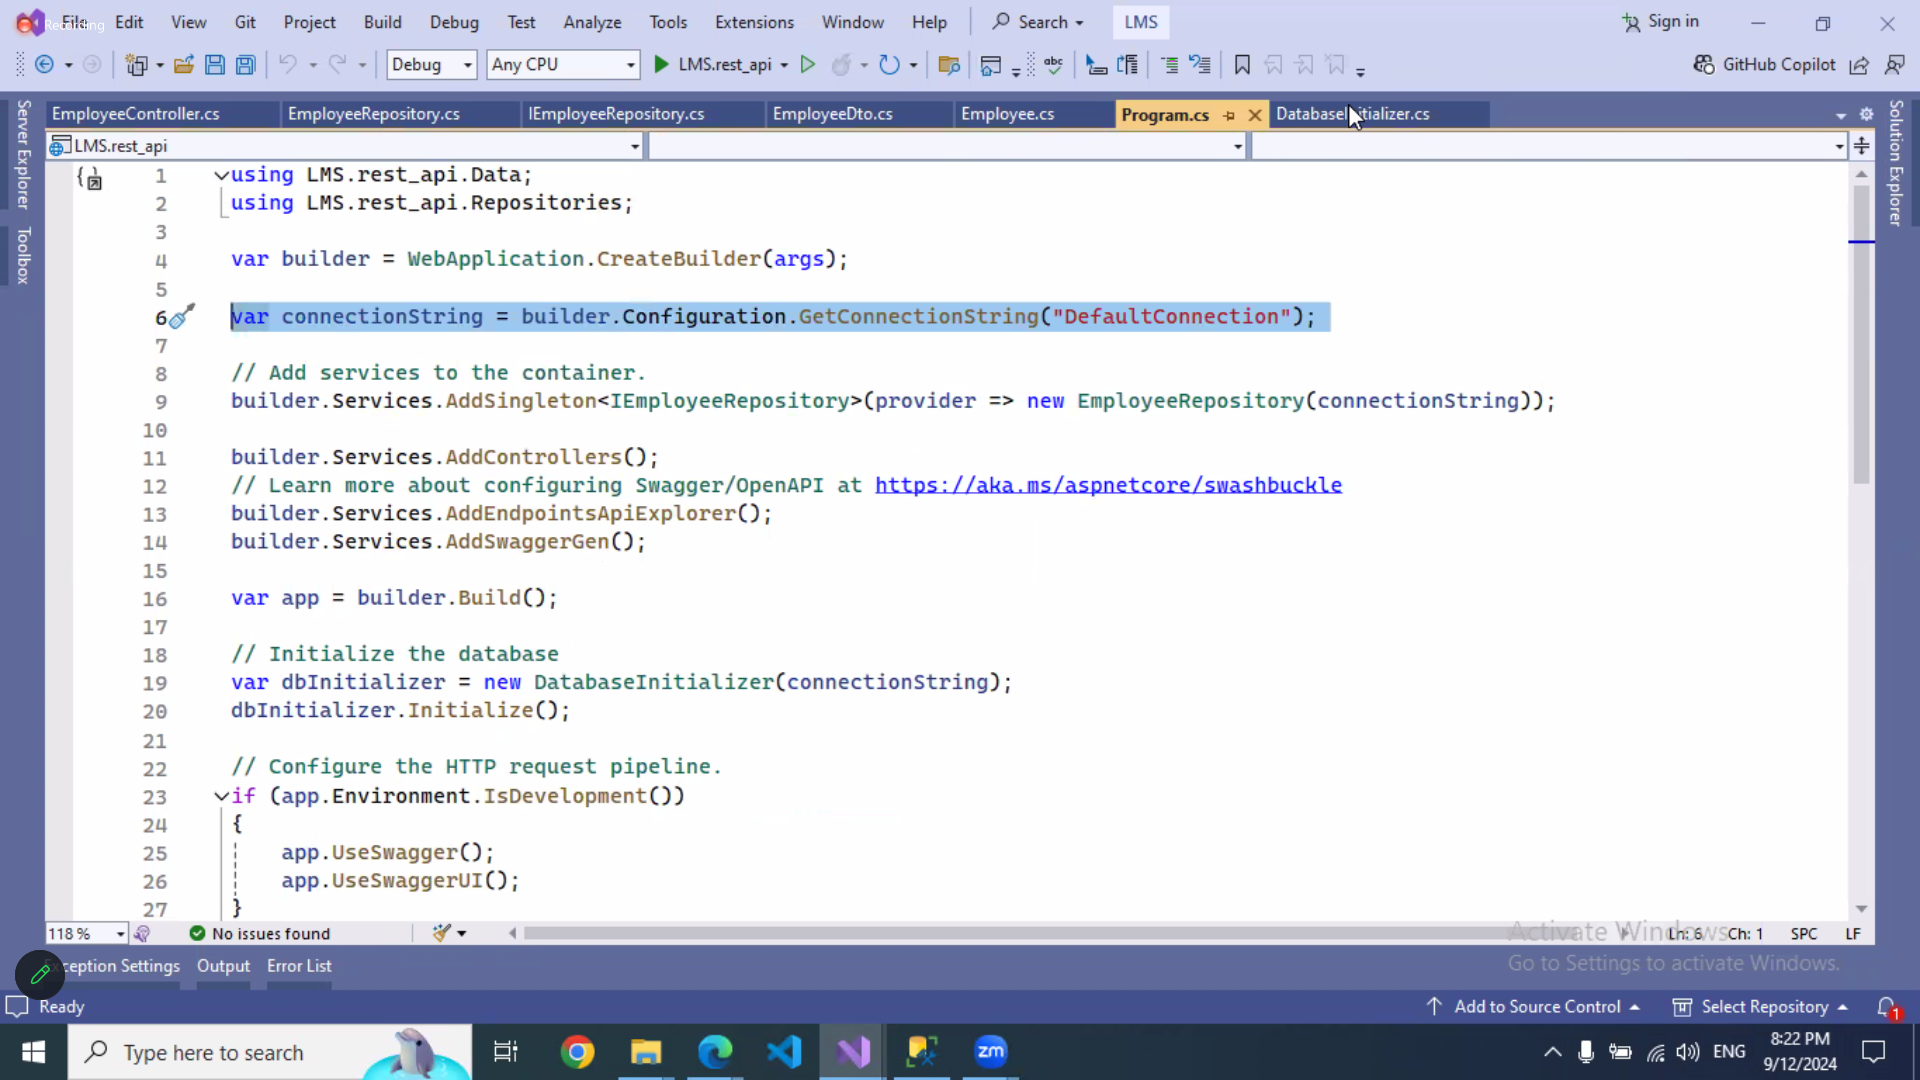 Recording
File Edit View Git Project Build Debug Test Analyze Tools Extensions Window Help Search LMS Sign in
Debug Any CPU LMS.rest_api abc GitHub Copilot
EmployeeController.cs EmployeeRepository.cs IEmployeeRepository.cs EmployeeDto.cs Employee.cs Program.cs DatabaseInitializer.cs
Server Explorer
Toolbox
Solution Explorer
LMS.rest_api
1 using LMS.rest_api.Data;
2 using LMS.rest_api.Repositories;
3
4 var builder = WebApplication.CreateBuilder(args);
5
6 var connectionString = builder.Configuration.GetConnectionString("DefaultConnection");
7
8 // Add services to the container.
9 builder.Services.AddSingleton<IEmployeeRepository>(provider => new EmployeeRepository(connectionString));
10
11 builder.Services.AddControllers();
12 // Learn more about configuring Swagger/OpenAPI at https://aka.ms/aspnetcore/swashbuckle
13 builder.Services.AddEndpointsApiExplorer();
14 builder.Services.AddSwaggerGen();
15
16 var app = builder.Build();
17
18 // Initialize the database
19 var dbInitializer = new DatabaseInitializer(connectionString);
20 dbInitializer.Initialize();
21
22 // Configure the HTTP request pipeline.
23 if (app.Environment.IsDevelopment())
24 {
25 app.UseSwagger();
26 app.UseSwaggerUI();
27 }
118 % No issues found Ln: 6 Ch: 1 SPC LF
Activate Windows
Go to Settings to activate Windows.
Exception Settings Output Error List
Ready Add to Source Control Select Repository 1
Type here to search zm ENG 8:22 PM
9/12/2024